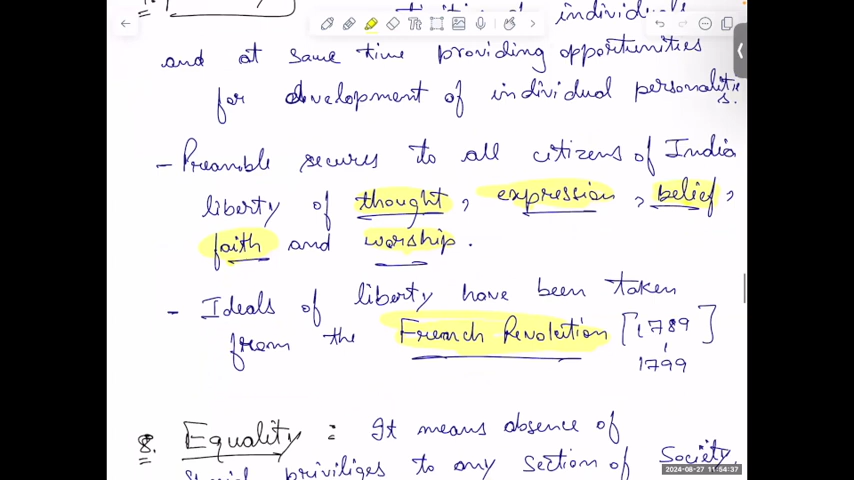 individuals
and at same time providing opportunities
for development of individual personalities.
- Preamble secures to all citizens of India
liberty of thought, expression, belief,
faith and worship.
- Ideals of liberty have been taken
from the French Revolution [1789
1799]
8. Equality : It means absence of
priviliges to any section of Society.
2024-08-27 11:54:37